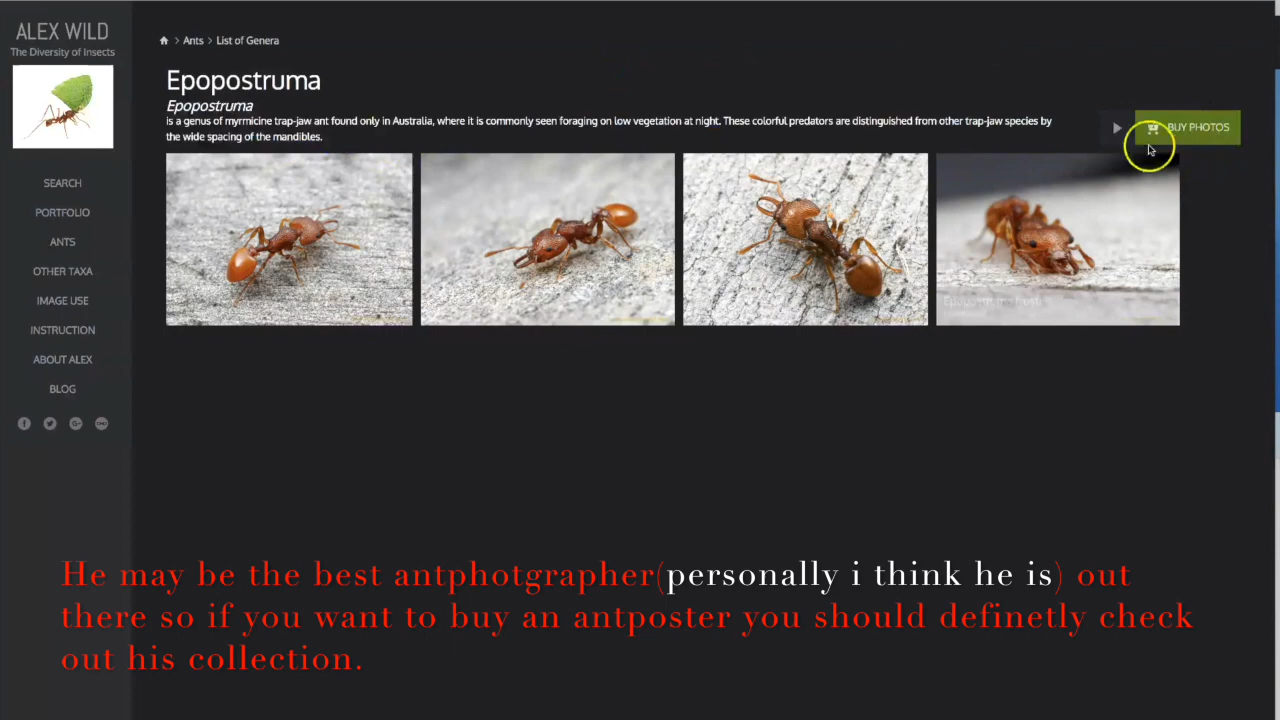 ALEX WILD
The Diversity of Insects
SEARCH
PORTFOLIO
ANTS
OTHER TAXA
IMAGE USE
INSTRUCTION
ABOUT ALEX
BLOG
> Ants > List of Genera
Epopostruma
Epopostruma
is a genus of myrmicine trap-jaw ant found only in Australia, where it is commonly seen foraging on low vegetation at night. These colorful predators are distinguished from other trap-jaw species by
the wide spacing of the mandibles.
BUY PHOTOS
He may be the best antphotgrapher(personally i think he is) out
there so if you want to buy an antposter you should definetly check
out his collection.